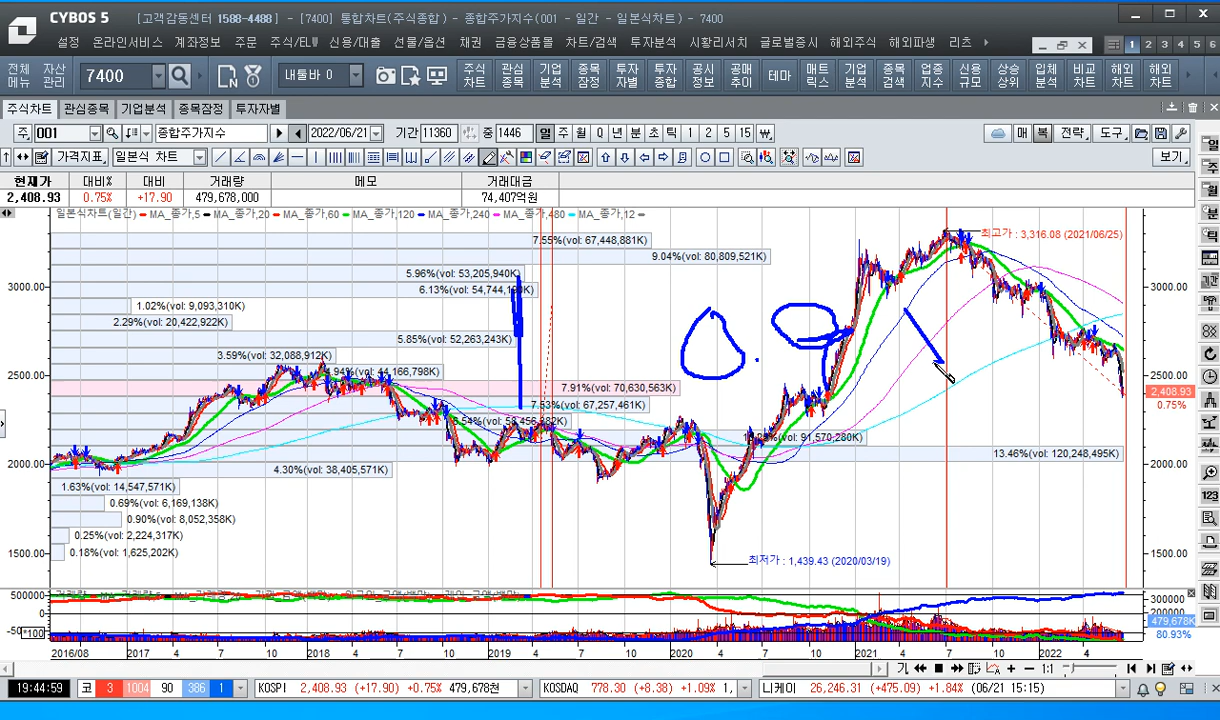 CYBOS 5 [고객감동센터 1588-4488] - [7400] 통합차트(주식종합) - 종합주가지수(001 - 일간 - 일본식차트) - 7400
설정 온라인서비스 계좌정보 주문 주식/ELW 신용/대출 선물/옵션 채권 금융상품몰 차트/검색 투자분석 시황리서치 글로벌증시 해외주식 해외파생 리츠 1 2 3 4 5 6
전체메뉴 자산관리 7400 내툴바 0 주식차트 관심종목 기업분석 종목잠정 투자자별 투자종합 공시정보 공매추이 테마 매트릭스 기업분석 종목검색 업종지수 신용규모 상승상위 입체분석 비교차트 해외차트 해외차트
주식차트 관심종목 기업분석 종목잠정 투자자별
주 001 종합주가지수 2022/06/21 기간 11360 중 1446 일 주 월 Q 년 분 초 틱 1 2 5 15 매 복 전략 도구
가격지표 일본식 차트 보기
현재가 대비% 대비 거래량 메모 거래대금
2,408.93 0.75% +17.90 479,678,000 74,407억원
일본식차트(일간) MA_종가,5 MA_종가,20 MA_종가,60 MA_종가,120 MA_종가,240 MA_종가,480 MA_종가,12
최고가 : 3,316.08 (2021/06/25)
7.55%(vol: 67,448,881K)
9.04%(vol: 80,809,521K)
5.96%(vol: 53,205,940K)
3000.00 3000.00
1.02%(vol: 9,093,310K)
2.29%(vol: 20,422,922K)
5.85%(vol: 52,263,243K)
3.59%(vol: 32,088,912K)
4.94%(vol: 44,166,798K)
2500.00 2500.00
7.91%(vol: 70,630,563K)
2,408.93
0.75%
7.53%(vol: 67,257,461K)
91,570,280K)
13.46%(vol: 120,248,495K)
2000.00 2000.00
4.30%(vol: 38,405,571K)
1.63%(vol: 14,547,571K)
0.69%(vol: 6,169,138K)
0.90%(vol: 8,052,358K)
0.25%(vol: 2,224,317K)
0.18%(vol: 1,625,202K)
1500.00 1500.00
최저가 : 1,439.43 (2020/03/19)
500000 300000
0 200000
479,678K
*100 80.93%
2016/08 2017 4 7 10 2018 4 7 10 2019 4 7 10 2020 4 7 10 2021 4 7 10 2022 4
1:1
19:44:59 코 3 1004 90 386 1 KOSPI 2,408.93 (+17.90) +0.75% 479,678천 KOSDAQ 778.30 (+8.38) +1.09% 1, 니케이 26,246.31 (+475.09) +1.84% (06/21 15:15)